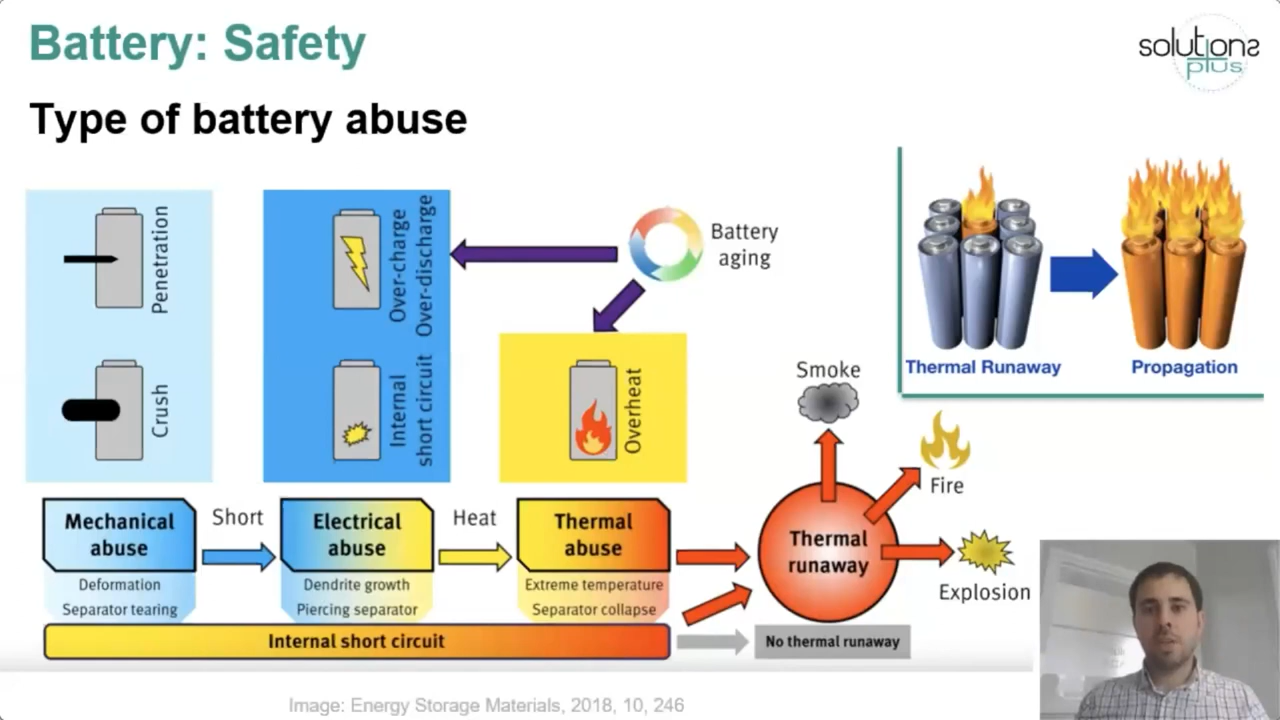 Battery: Safety
solutions
plus
Type of battery abuse
Penetration
Crush
Over-charge
Over-discharge
Internal
short circuit
Battery
aging
Overheat
Thermal Runaway
Propagation
Smoke
Fire
Explosion
Mechanical
abuse
Short
Electrical
abuse
Heat
Thermal
abuse
Thermal
runaway
Deformation
Separator tearing
Dendrite growth
Piercing separator
Extreme temperature
Separator collapse
Internal short circuit
No thermal runaway
Image: Energy Storage Materials, 2018, 10, 246